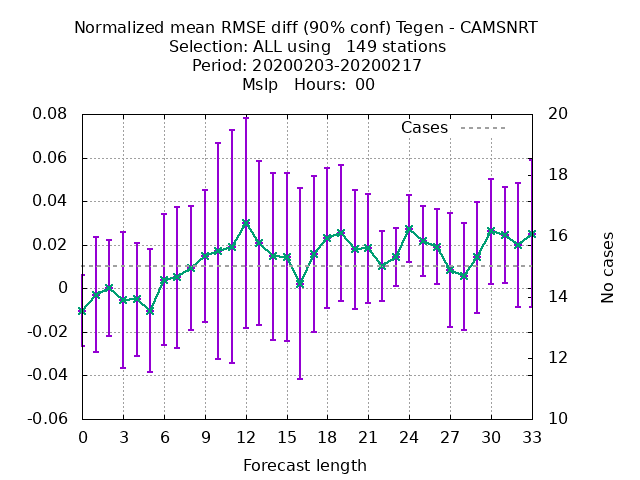 Normalized mean RMSE diff (90% conf) Tegen - CAMSNRT
Selection: ALL using   149 stations
Period: 20200203-20200217
Mslp   Hours:  00
0.08
0.06
0.04
0.02
0
-0.02
-0.04
-0.06
Cases
20
18
16
14
12
10
No cases
0 3 6 9 12 15 18 21 24 27 30 33
Forecast length